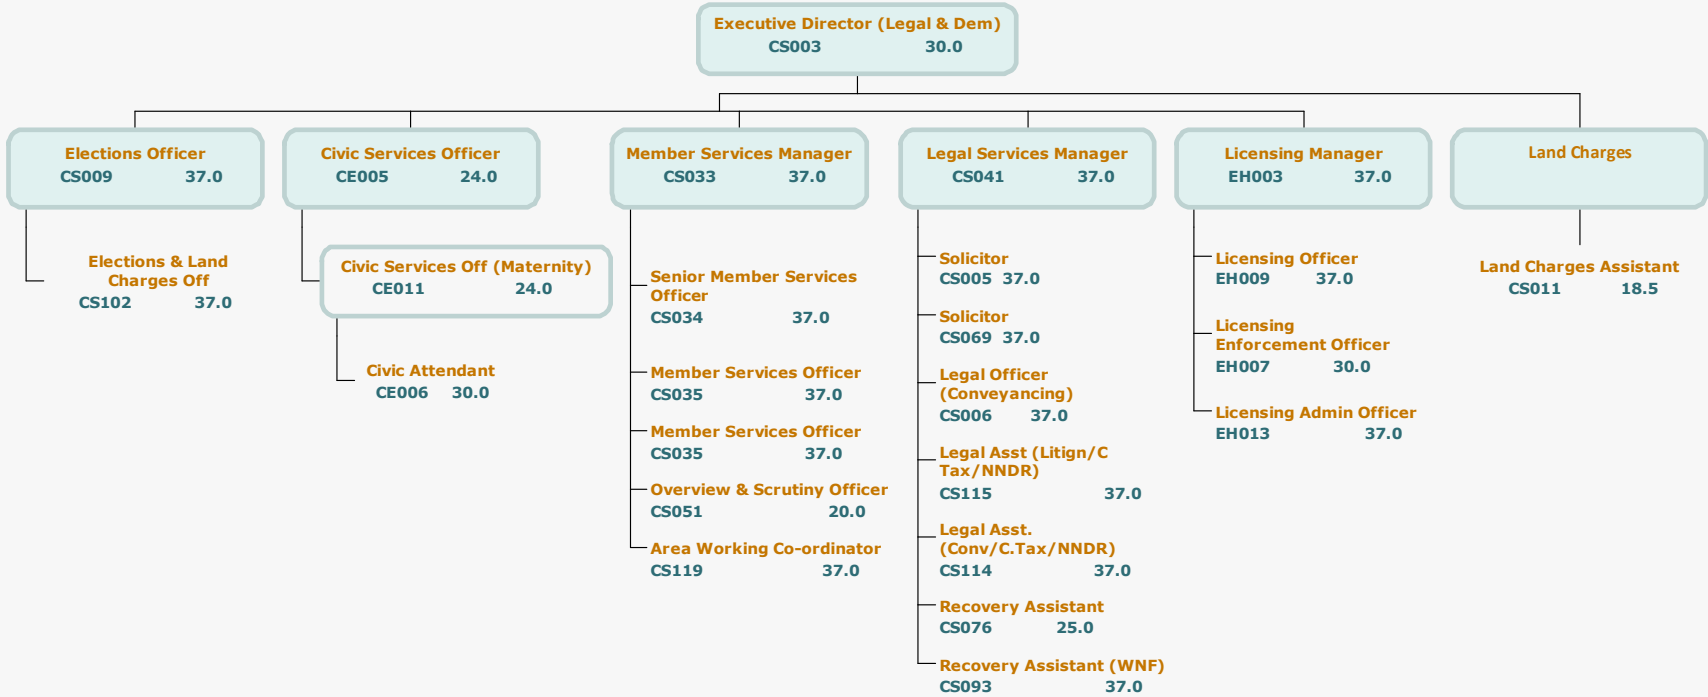 Executive Director (Legal & Dem)
CS003 30.0
Elections Officer
CS009 37.0
Elections & Land
Charges Off
CS102 37.0
Civic Services Officer
CE005 24.0
Civic Services Off (Maternity)
CE011 24.0
Civic Attendant
CE006 30.0
Member Services Manager
CS033 37.0
Senior Member Services
Officer
CS034 37.0
Member Services Officer
CS035 37.0
Member Services Officer
CS035 37.0
Overview & Scrutiny Officer
CS051 20.0
Area Working Co-ordinator
CS119 37.0
Legal Services Manager
CS041 37.0
Solicitor
CS005 37.0
Solicitor
CS069 37.0
Legal Officer
(Conveyancing)
CS006 37.0
Legal Asst (Litign/C
Tax/NNDR)
CS115 37.0
Legal Asst.
(Conv/C.Tax/NNDR)
CS114 37.0
Recovery Assistant
CS076 25.0
Recovery Assistant (WNF)
CS093 37.0
Licensing Manager
EH003 37.0
Licensing Officer
EH009 37.0
Licensing
Enforcement Officer
EH007 30.0
Licensing Admin Officer
EH013 37.0
Land Charges
Land Charges Assistant
CS011 18.5